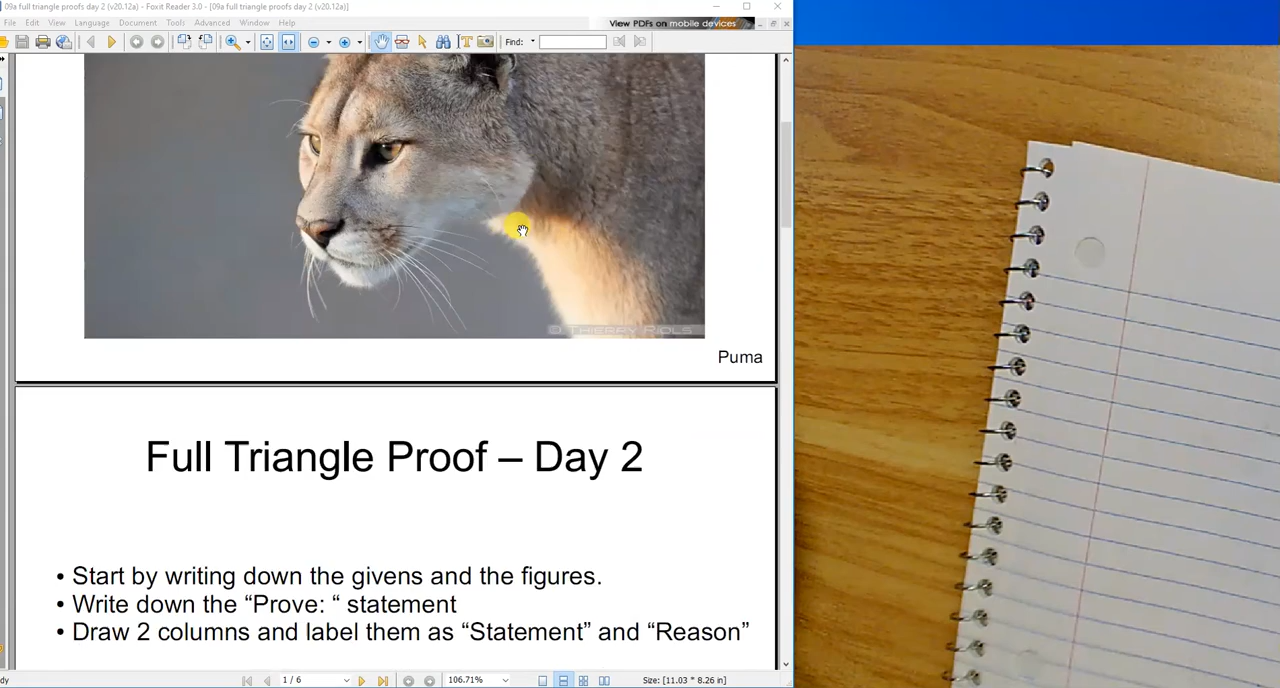 09a full triangle proofs day 2 (v20.12a) - Foxit Reader 3.0 - [09a full triangle proofs day 2 (v20.12a)]
File Edit View Language Document Tools Advanced Window Help
View PDFs on mobile devices
Find:
© THIERRY RIOLS
Puma
Full Triangle Proof – Day 2
• Start by writing down the givens and the figures.
• Write down the “Prove: “ statement
• Draw 2 columns and label them as “Statement” and “Reason”
dy 1 / 6 106.71% Size: [11.03 * 8.26 in]